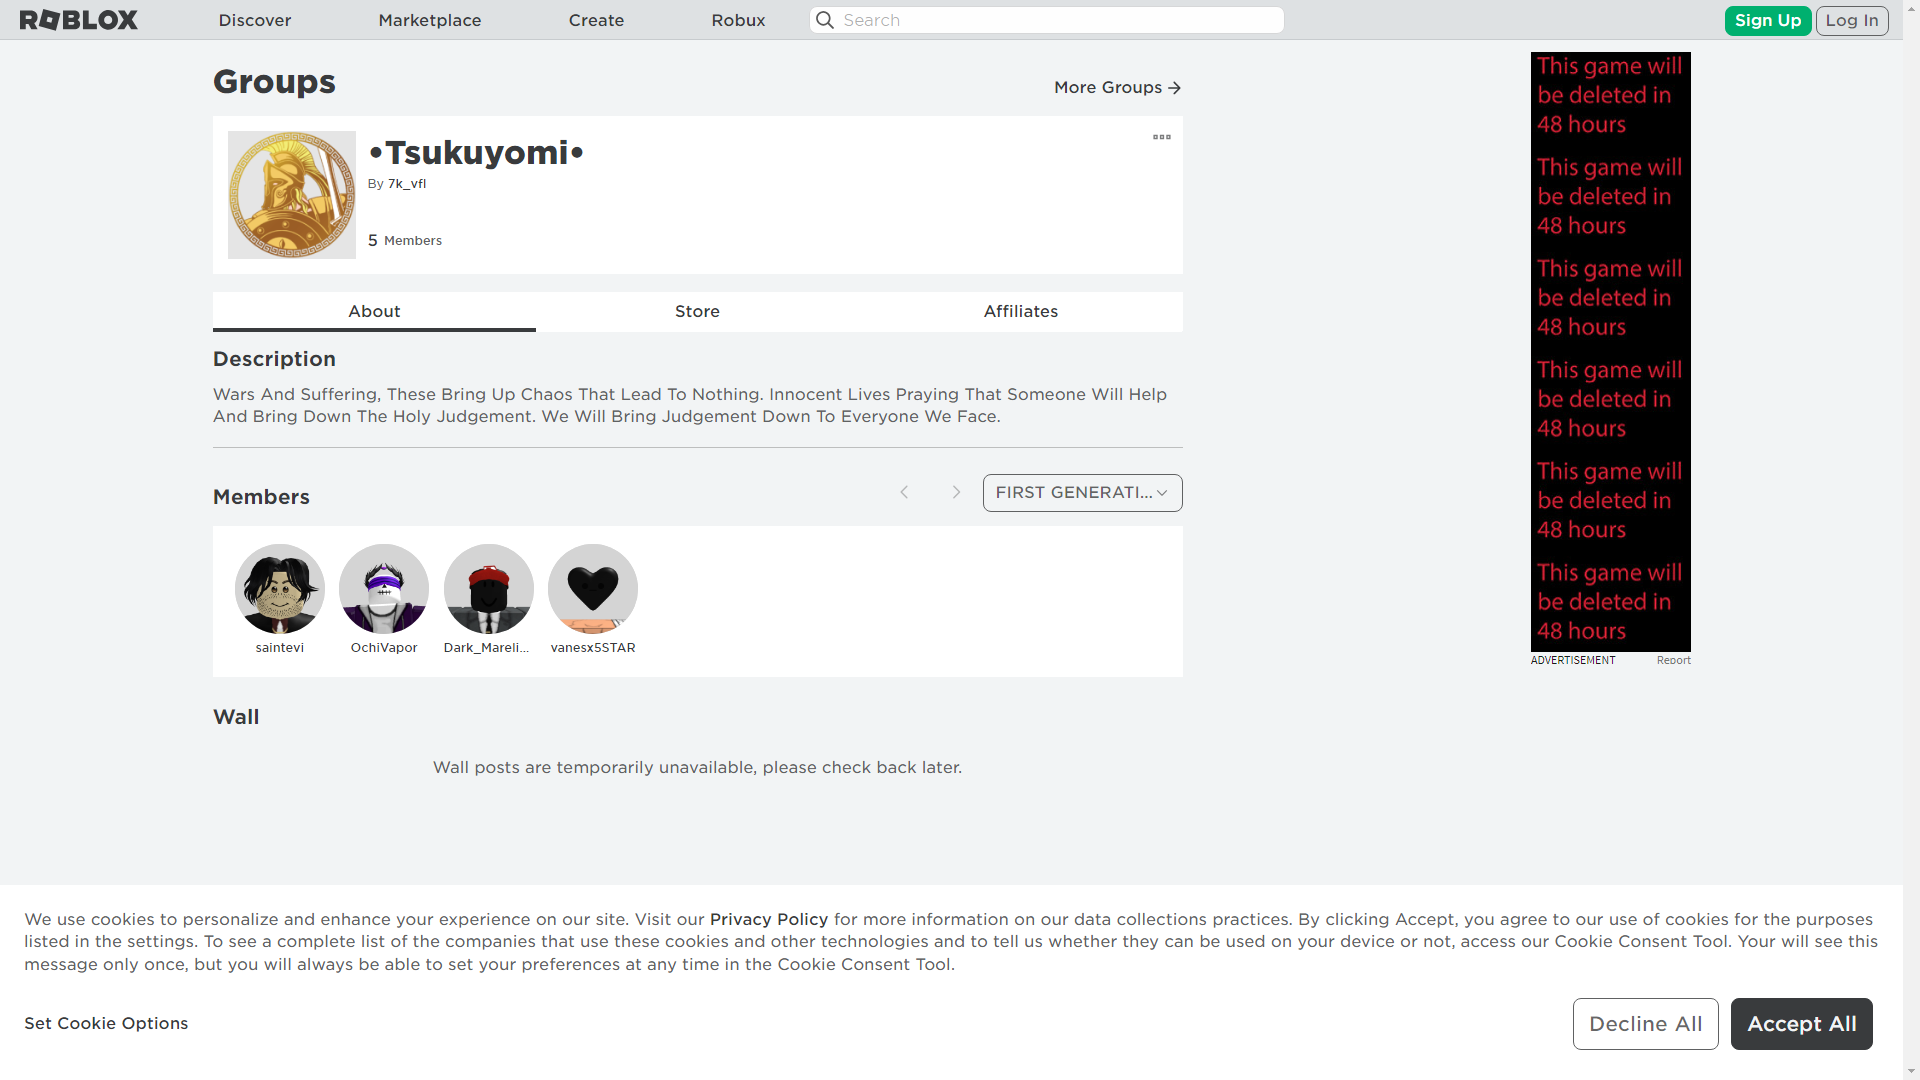 ROBLOX
Discover
Marketplace
Create
Robux
Search
Sign Up
Log In
Groups
More Groups
•Tsukuyomi•
By 7k_vfl
5 Members
About
Store
Affiliates
Description
Wars And Suffering, These Bring Up Chaos That Lead To Nothing. Innocent Lives Praying That Someone Will Help
And Bring Down The Holy Judgement. We Will Bring Judgement Down To Everyone We Face.
Members
FIRST GENERATI...
saintevi
OchiVapor
Dark_Mareli...
vanesx5STAR
Wall
Wall posts are temporarily unavailable, please check back later.
This game will
be deleted in
48 hours
This game will
be deleted in
48 hours
This game will
be deleted in
48 hours
This game will
be deleted in
48 hours
This game will
be deleted in
48 hours
This game will
be deleted in
48 hours
ADVERTISEMENT
Report
We use cookies to personalize and enhance your experience on our site. Visit our Privacy Policy for more information on our data collections practices. By clicking Accept, you agree to our use of cookies for the purposes
listed in the settings. To see a complete list of the companies that use these cookies and other technologies and to tell us whether they can be used on your device or not, access our Cookie Consent Tool. Your will see this
message only once, but you will always be able to set your preferences at any time in the Cookie Consent Tool.
Set Cookie Options
Decline All
Accept All